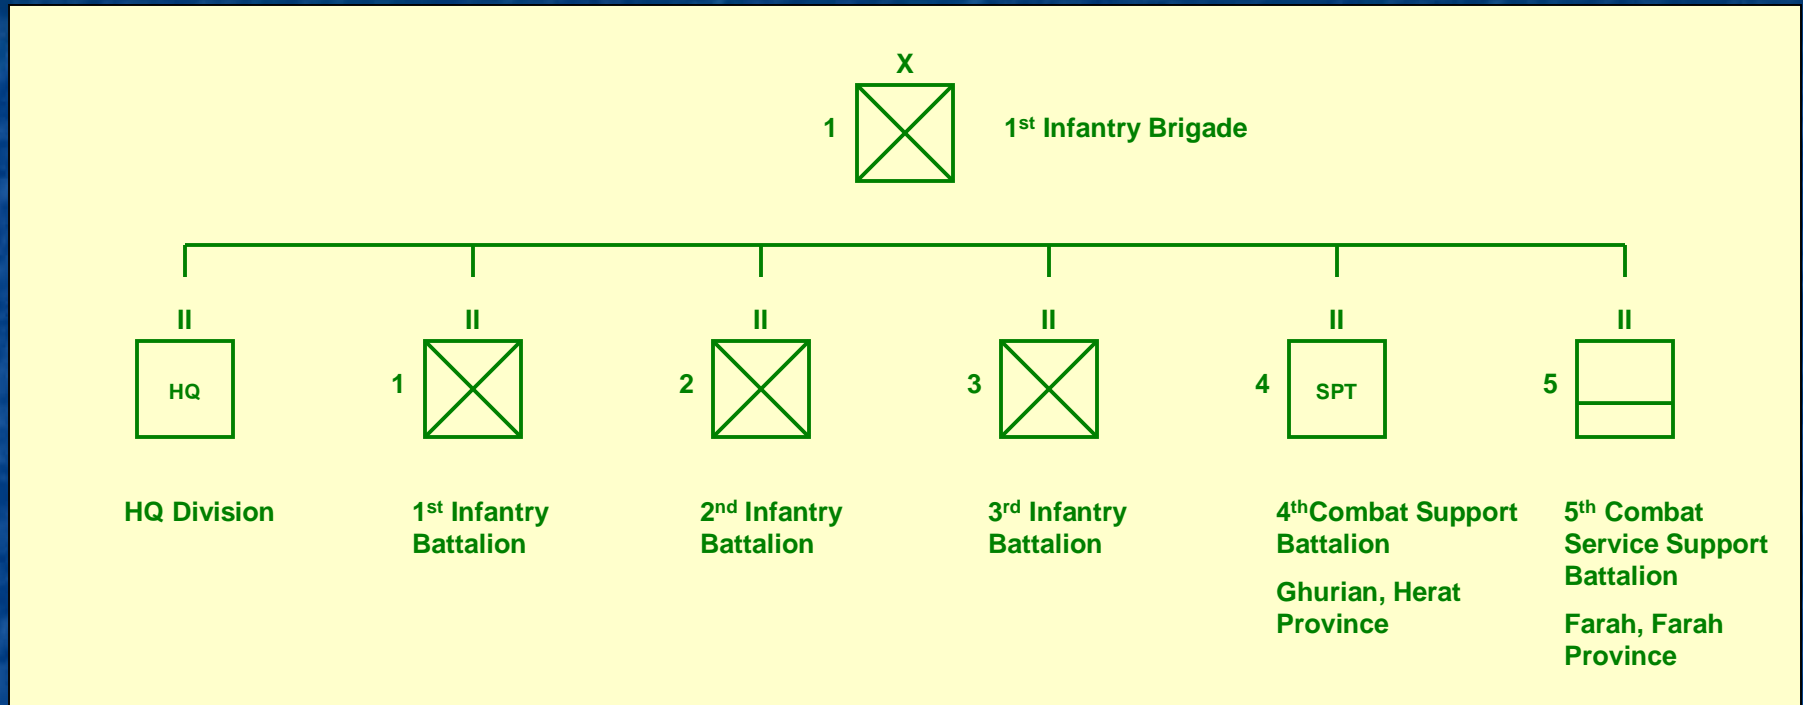 X
1
1st Infantry Brigade
II
II
II
II
II
II
HQ
1
2
3
4
SPT
5
HQ Division
1st Infantry
Battalion
2nd Infantry
Battalion
3rd Infantry
Battalion
4thCombat Support
Battalion
Ghurian, Herat
Province
5th Combat
Service Support
Battalion
Farah, Farah
Province